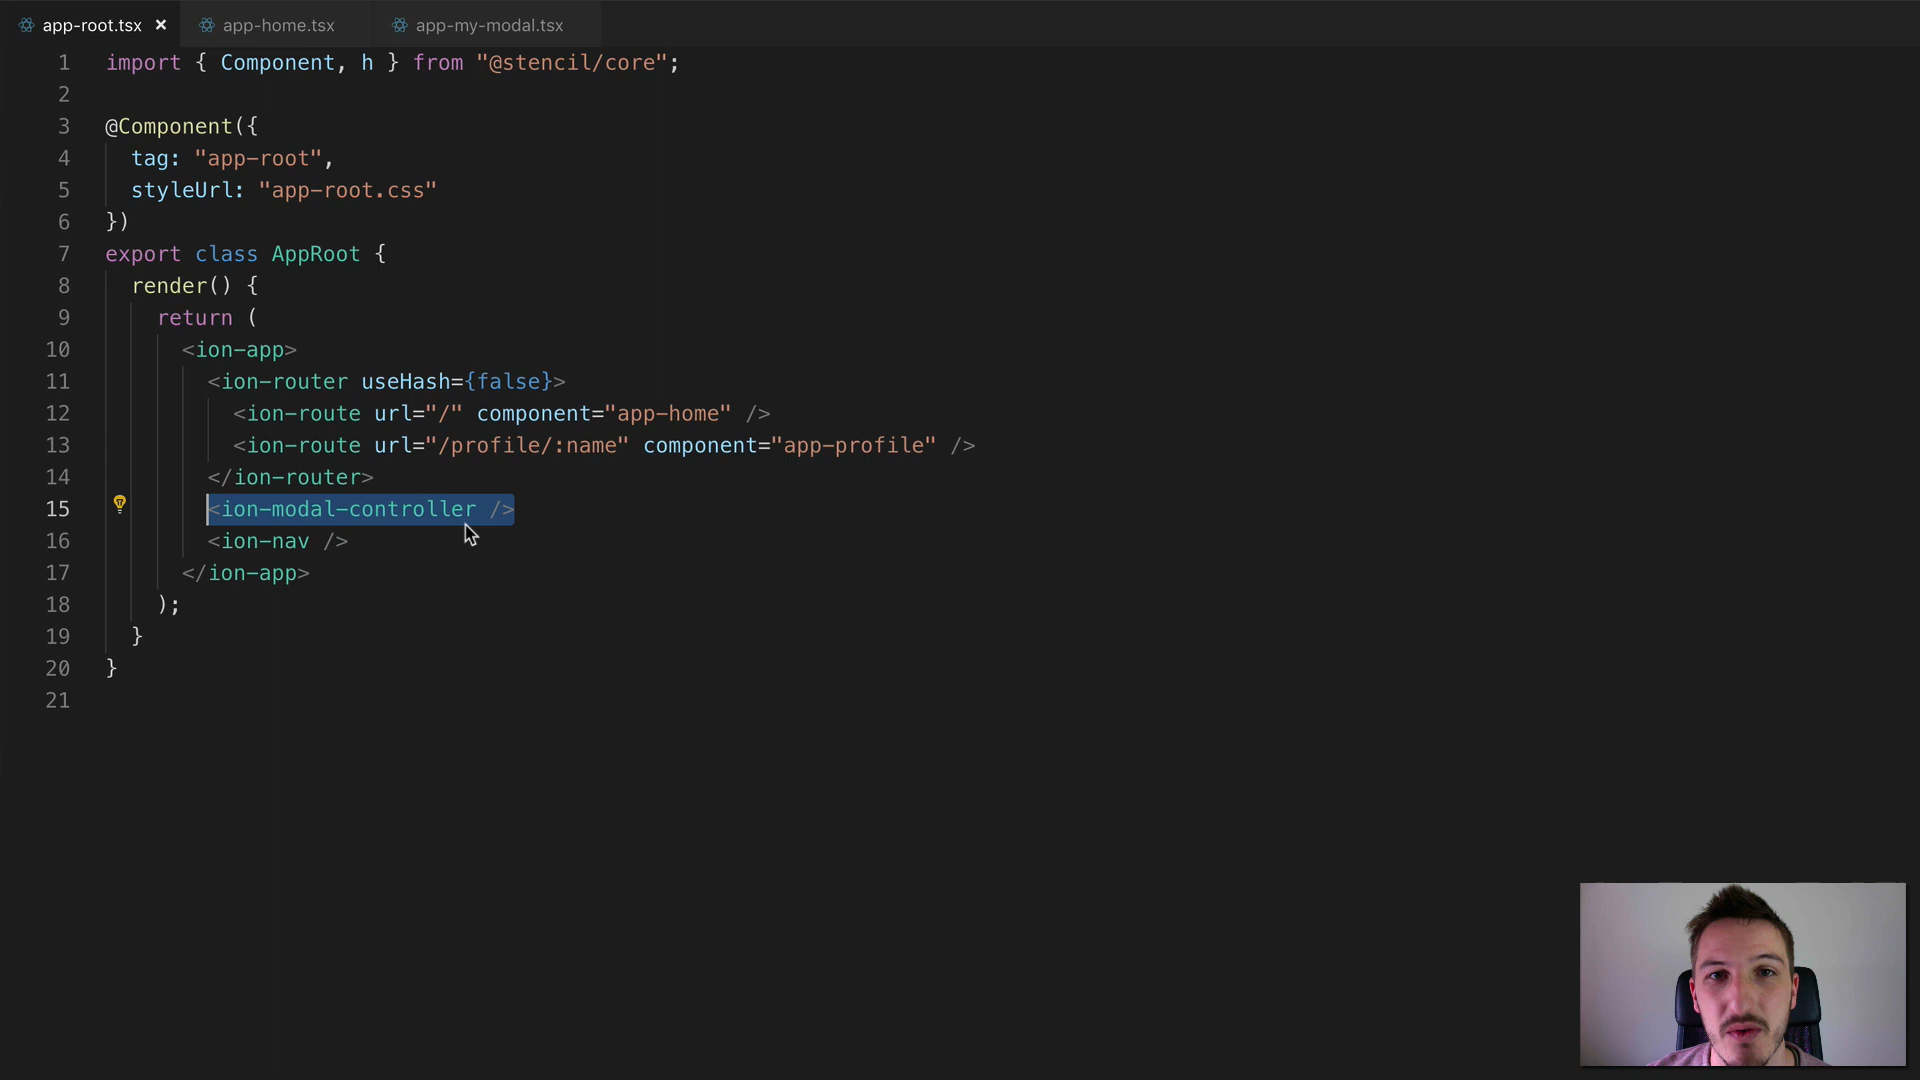 app-root.tsx × app-home.tsx app-my-modal.tsx
1 import { Component, h } from "@stencil/core";
2
3 @Component({
4 tag: "app-root",
5 styleUrl: "app-root.css"
6 })
7 export class AppRoot {
8 render() {
9 return (
10 <ion-app>
11 <ion-router useHash={false}>
12 <ion-route url="/" component="app-home" />
13 <ion-route url="/profile/:name" component="app-profile" />
14 </ion-router>
15 <ion-modal-controller />
16 <ion-nav />
17 </ion-app>
18 );
19 }
20 }
21